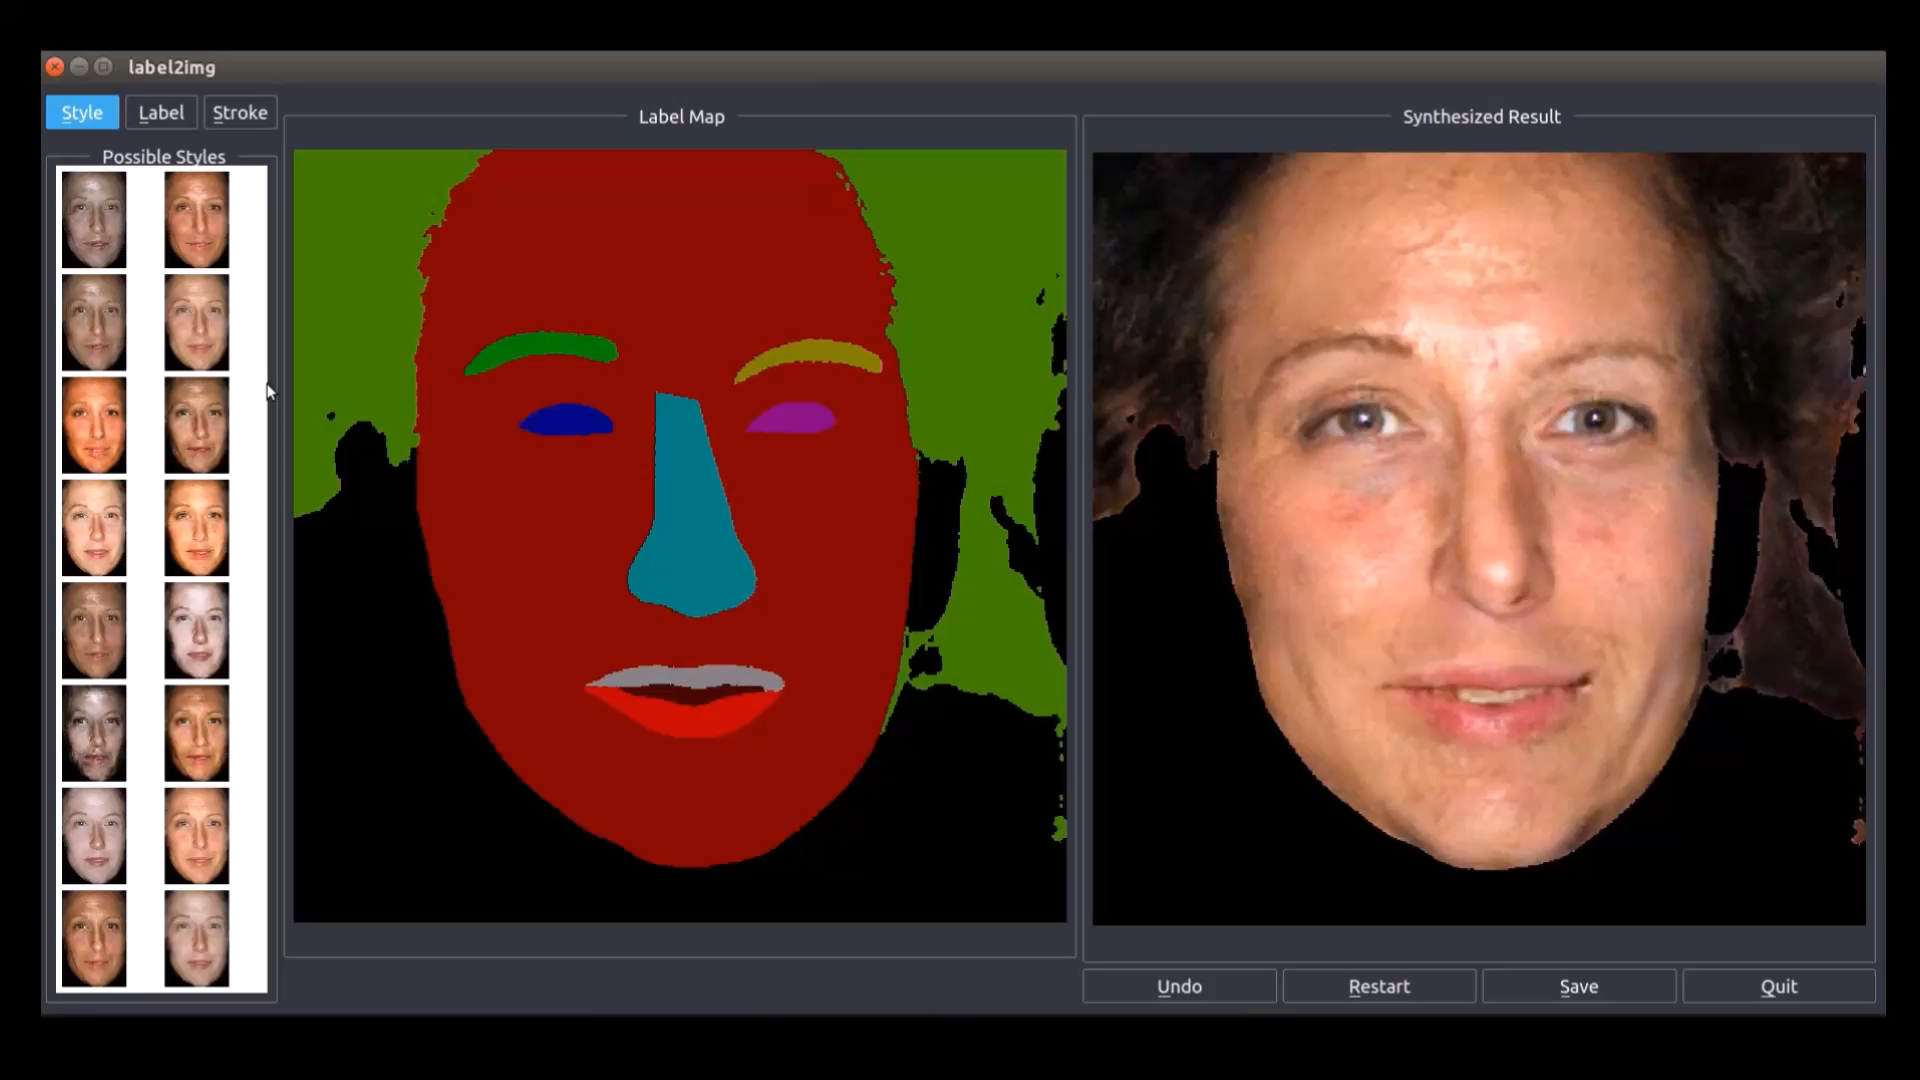 label2img
Style
Label
Stroke
Possible Styles
Label Map
Synthesized Result
Undo
Restart
Save
Quit